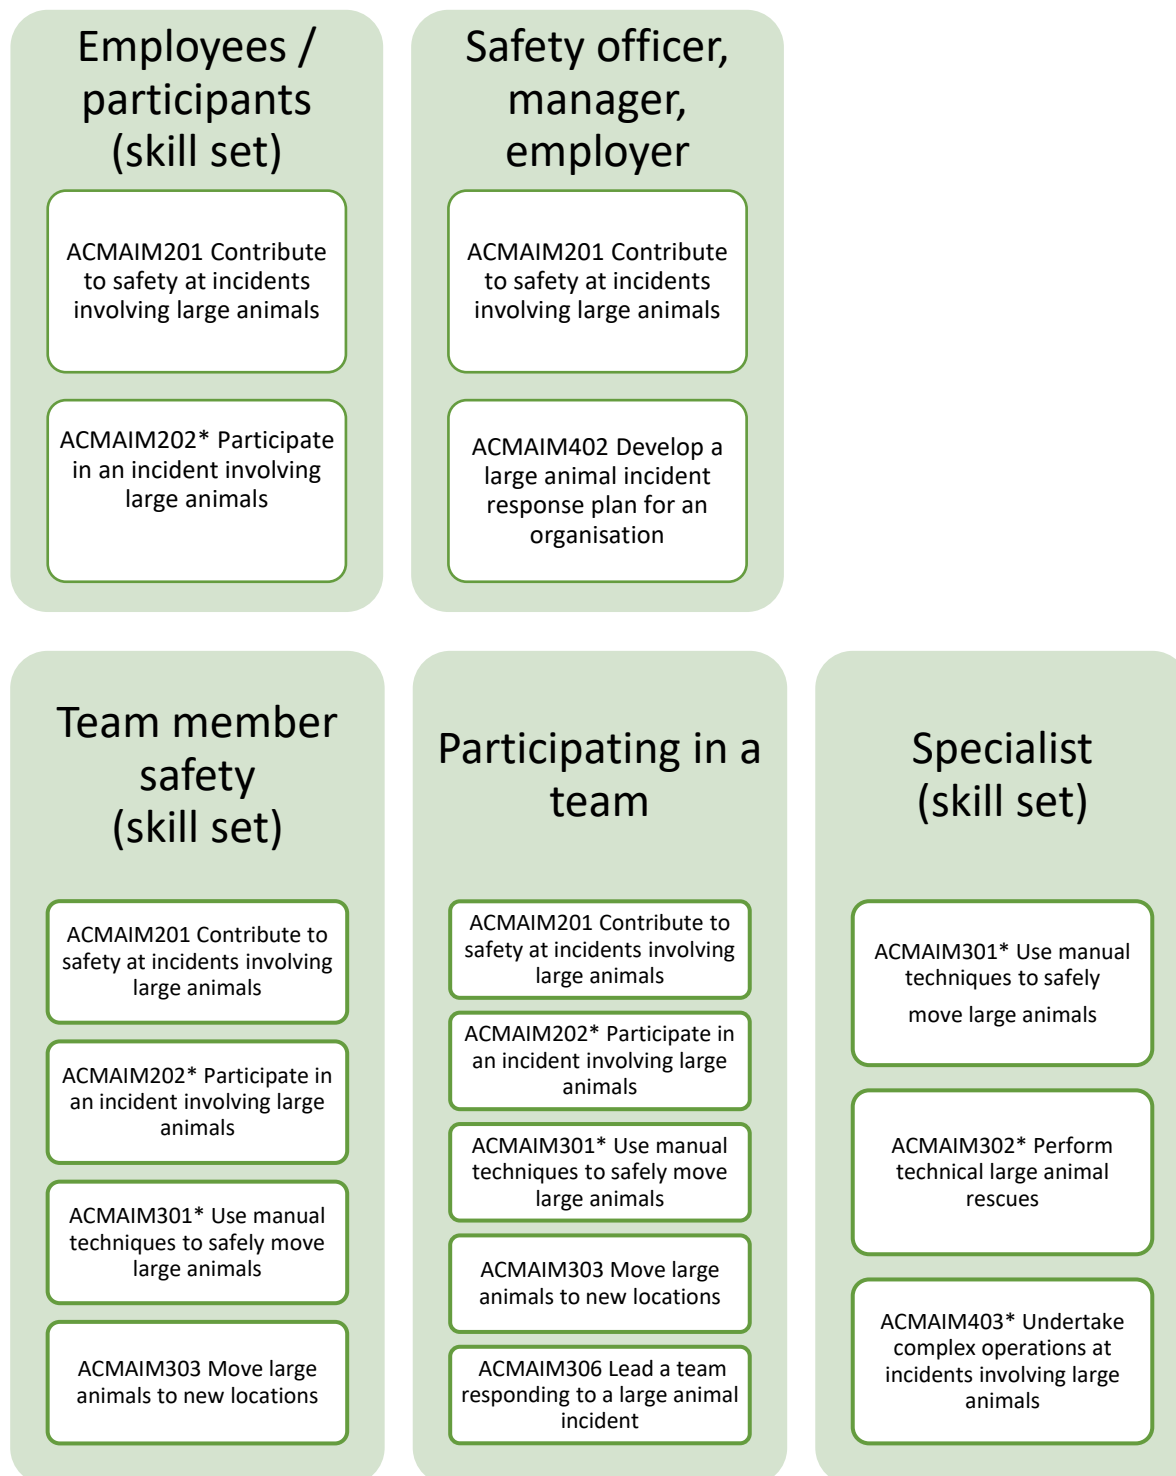 Employees /
participants
(skill set)
ACMAIM201 Contribute
to safety at incidents
involving large animals
ACMAIM202* Participate
in an incident involving
large animals
Safety officer,
manager,
employer
ACMAIM201 Contribute
to safety at incidents
involving large animals
ACMAIM402 Develop a
large animal incident
response plan for an
organisation
Team member
safety
(skill set)
ACMAIM201 Contribute to
safety at incidents involving
large animals
ACMAIM202* Participate in
an incident involving large
animals
ACMAIM301* Use manual
techniques to safely move
large animals
ACMAIM303 Move large
animals to new locations
Participating in a
team
ACMAIM201 Contribute to
safety at incidents involving
large animals
ACMAIM202* Participate in
an incident involving large
animals
ACMAIM301* Use manual
techniques to safely move
large animals
ACMAIM303 Move large
animals to new locations
ACMAIM306 Lead a team
responding to a large animal
incident
Specialist
(skill set)
ACMAIM301* Use manual
techniques to safely
move large animals
ACMAIM302* Perform
technical large animal
rescues
ACMAIM403* Undertake
complex operations at
incidents involving large
animals